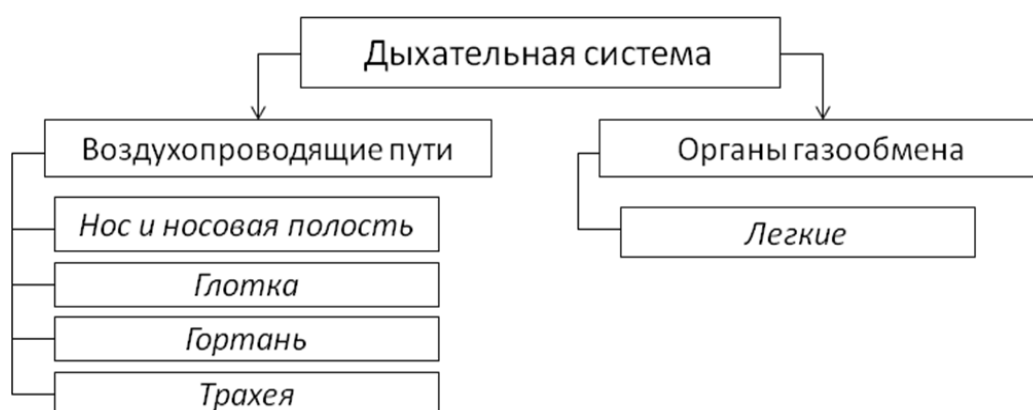 Дыхательная система
Воздухопроводящие пути
Органы газообмена
Нос и носовая полость
Легкие
Глотка
Гортань
Трахея